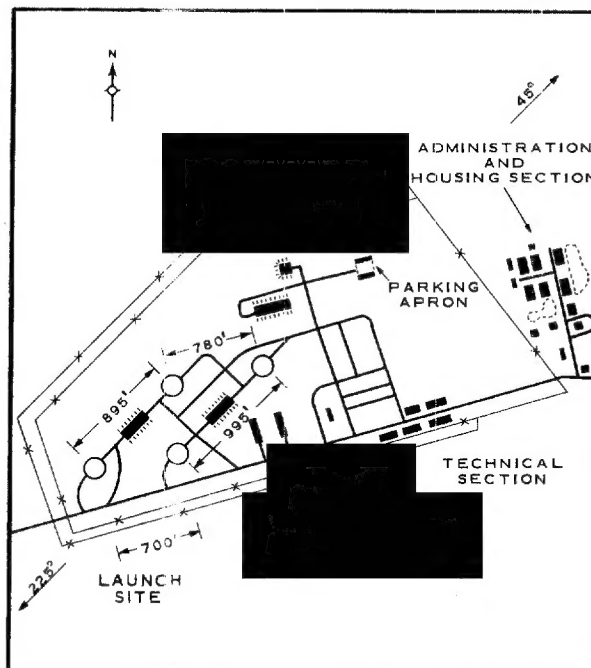 N
45°
ADMINISTRATION
AND
HOUSING SECTION
PARKING
APRON
780'
895'
995'
TECHNICAL
SECTION
700'
LAUNCH
SITE
225°